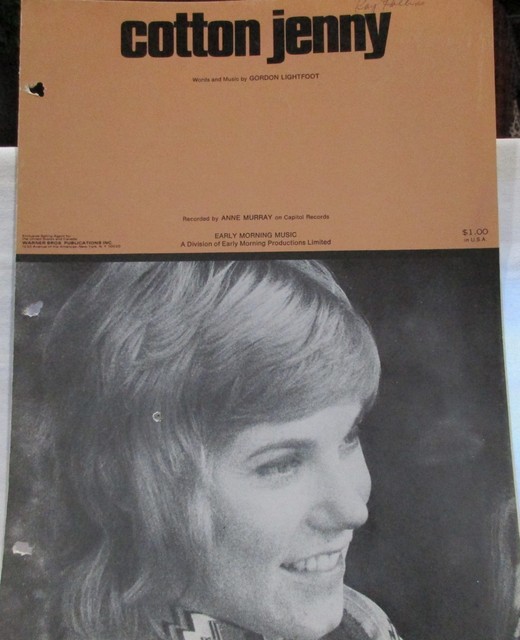 cotton jenny
Words and Music by GORDON LIGHTFOOT
Recorded by ANNE MURRAY on Capitol Records
WARNER BROS. PUBLICATIONS INC.
EARLY MORNING MUSIC
A Division of Early Morning Productions Limited
$1.00
in U.S.A.